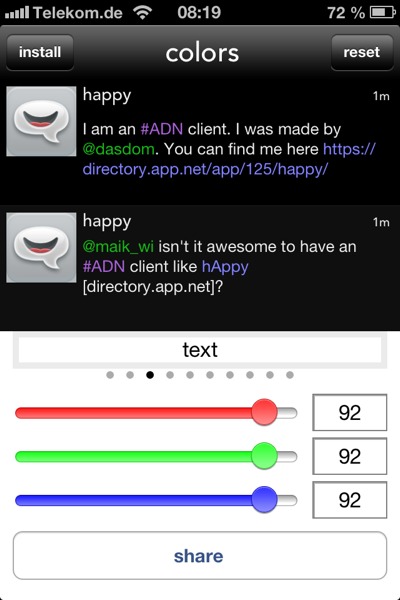 Telekom.de 08:19 72 %
install colors reset
happy 1m
I am an #ADN client. I was made by
@dasdom. You can find me here https://
directory.app.net/app/125/happy/
happy 1m
@maik_wi isn't it awesome to have an
#ADN client like hAppy
[directory.app.net]?
text
92
92
92
share